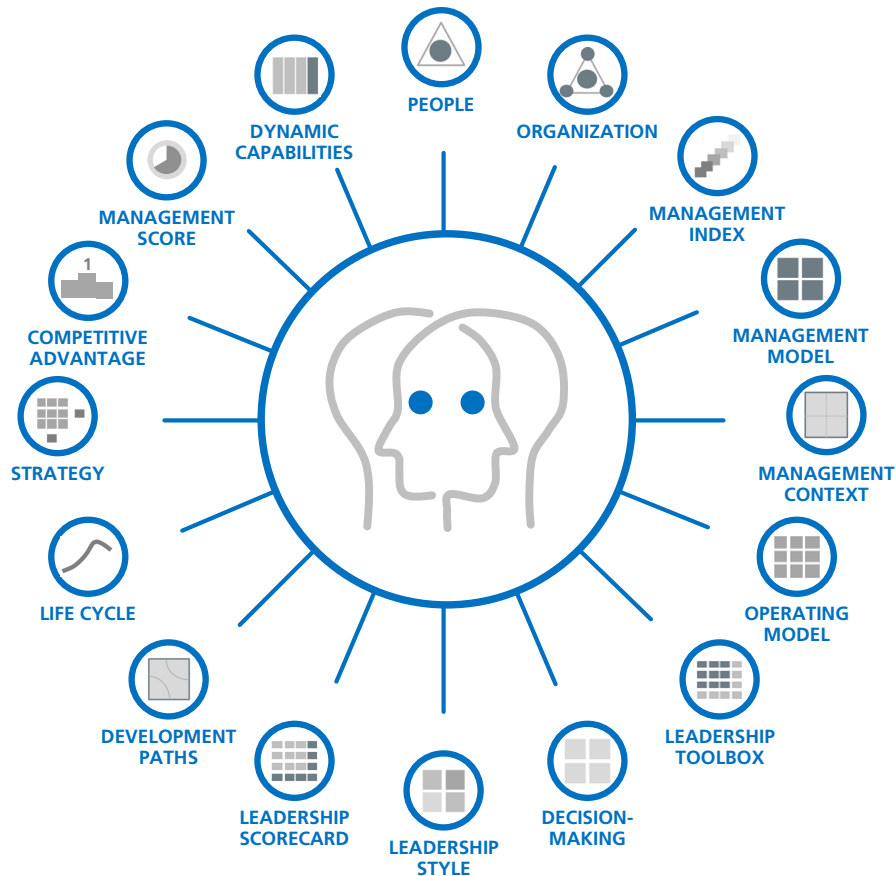 PEOPLE
ORGANIZATION
MANAGEMENT
INDEX
MANAGEMENT
MODEL
MANAGEMENT
CONTEXT
OPERATING
MODEL
LEADERSHIP
TOOLBOX
DECISION-
MAKING
LEADERSHIP
STYLE
LEADERSHIP
SCORECARD
DEVELOPMENT
PATHS
LIFE CYCLE
STRATEGY
1
COMPETITIVE
ADVANTAGE
MANAGEMENT
SCORE
DYNAMIC
CAPABILITIES